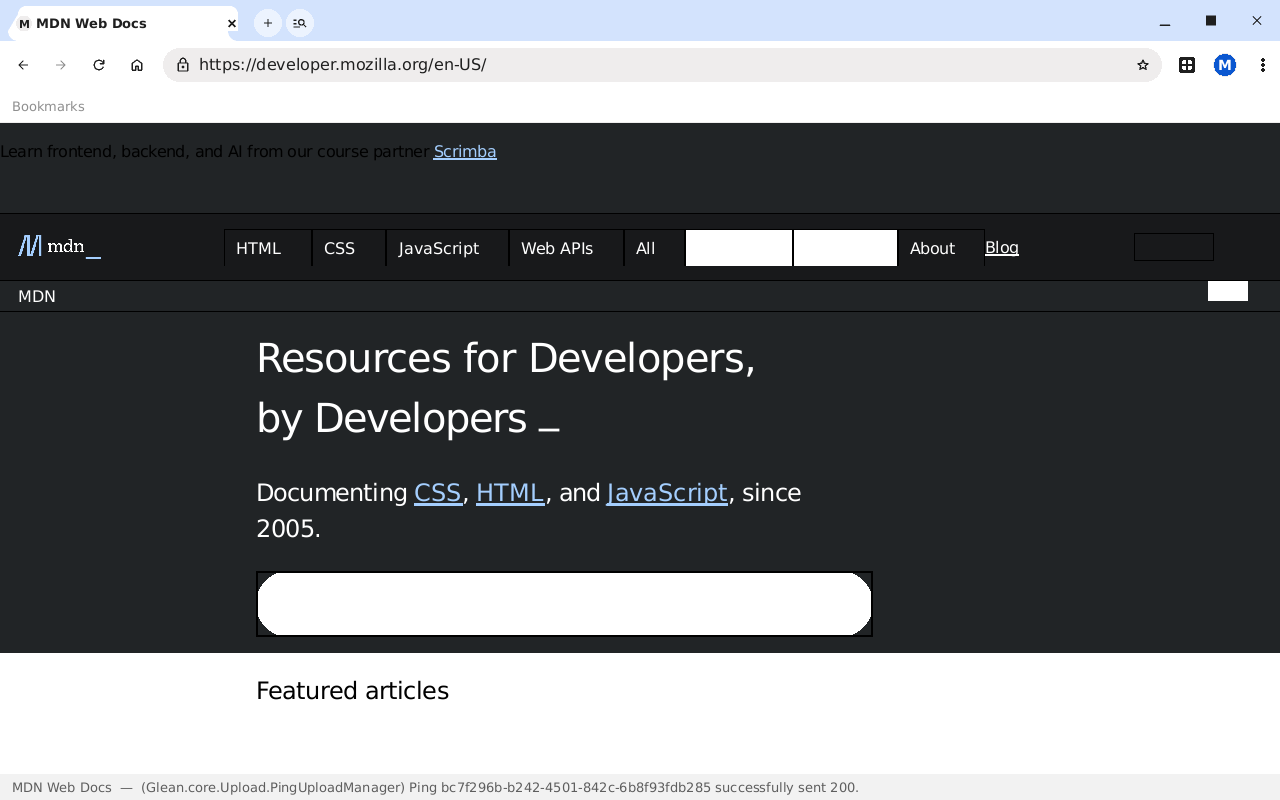 M MDN Web Docs
https://developer.mozilla.org/en-US/
M
Bookmarks
Learn frontend, backend, and AI from our course partner Scrimba
mdn_
HTML CSS JavaScript Web APIs All About Blog
MDN
Resources for Developers,
by Developers _
Documenting CSS, HTML, and JavaScript, since
2005.
Featured articles
MDN Web Docs — (Glean.core.Upload.PingUploadManager) Ping bc7f296b-b242-4501-842c-6b8f93fdb285 successfully sent 200.